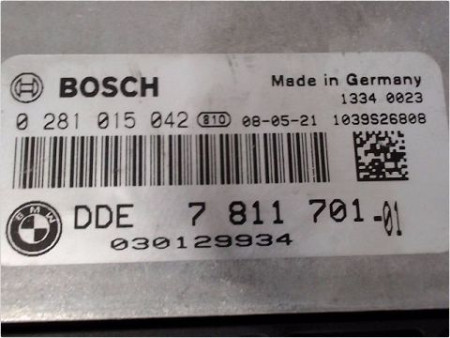 BOSCH Made in Germany
1334 0023
0 281 015 042 810 08-05-21 1039S26808
BMW DDE 7 811 701-01
030129934